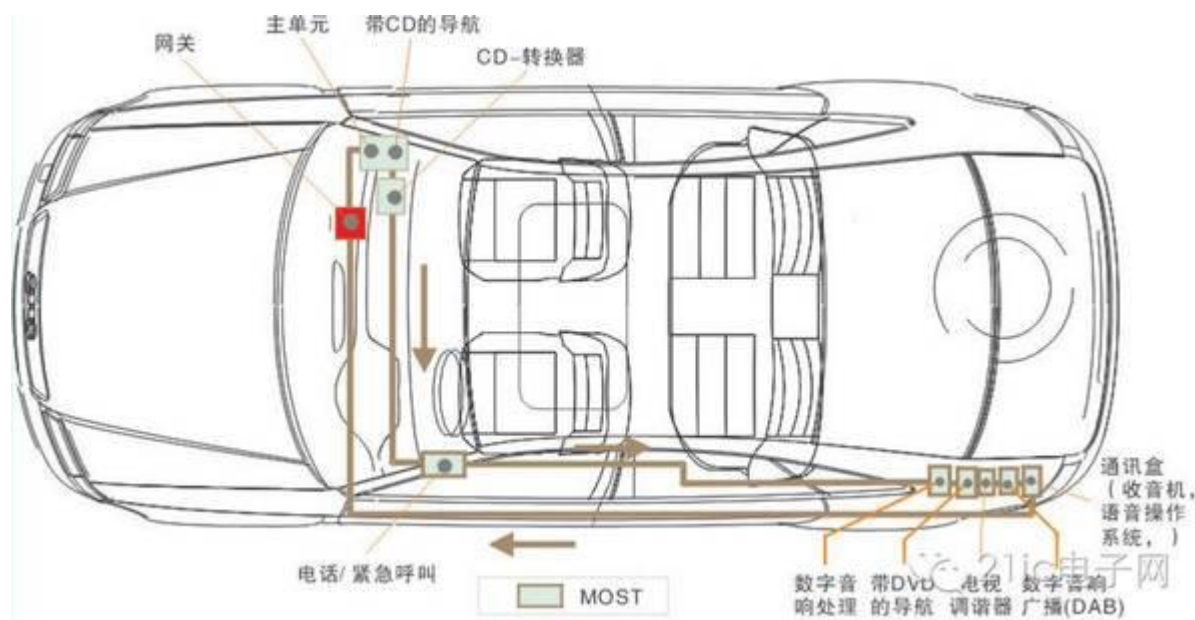 主单元
带CD的导航
网关
CD-转换器
通讯盒
（收音机，
语音操作
系统，）
电话/紧急呼叫
MOST
数字音
响处理
带DVD
的导航
电视
调谐器
数字音响
广播(DAB)
21ic电子网